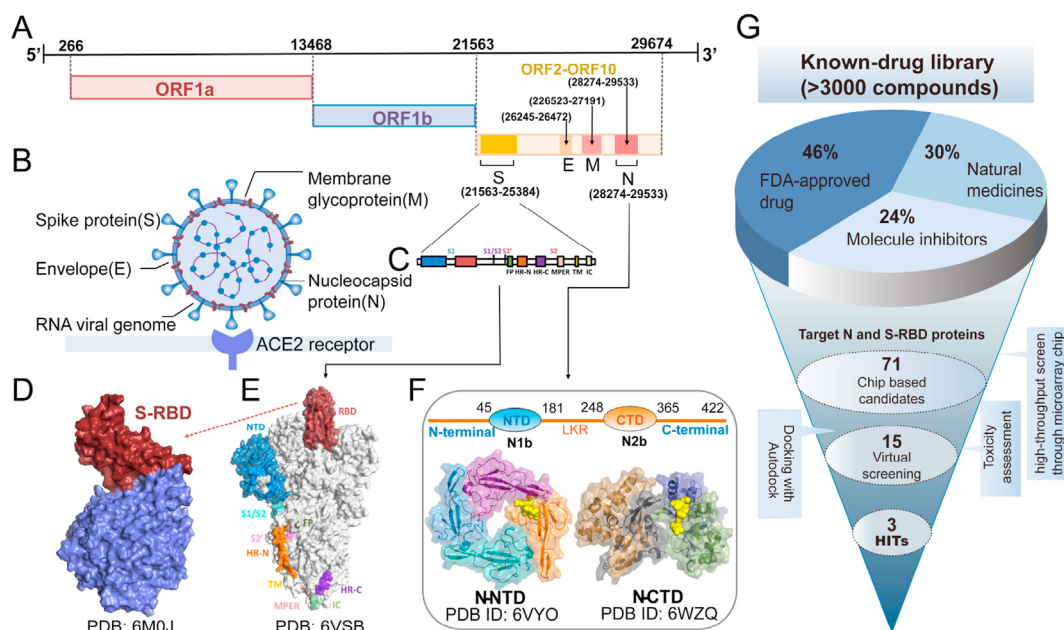 A
5'
266
13468
21563
29674
3'
ORF1a
ORF1b
ORF2-ORF10
(28274-29533)
(226523-27191)
(26245-26472)
S
E
M
N
(21563-25384)
(28274-29533)
B
Spike protein(S)
Envelope(E)
RNA viral genome
Membrane
glycoprotein(M)
Nucleocapsid
protein(N)
ACE2 receptor
C
S1
S1/S2
S2'
S2
FP
HR-N
HR-C
MPER
TM
IC
D
S-RBD
PDB: 6M0J
E
RBD
NTD
S1/S2
FP
S2'
HR-N
TM
HR-C
MPER
IC
PDB: 6VSB
F
45
NTD
181
248
CTD
365
422
N-terminal
N1b
LKR
N2b
C-terminal
N-NTD
PDB ID: 6VYO
N-CTD
PDB ID: 6WZQ
G
Known-drug library
(>3000 compounds)
46%
FDA-approved
drug
30%
Natural
medicines
24%
Molecule inhibitors
Target N and S-RBD proteins
71
Chip based
candidates
15
Virtual
screening
3
HITs
Docking with
Autodock
Toxicity
assessment
high-throughput screen
through microarray chip